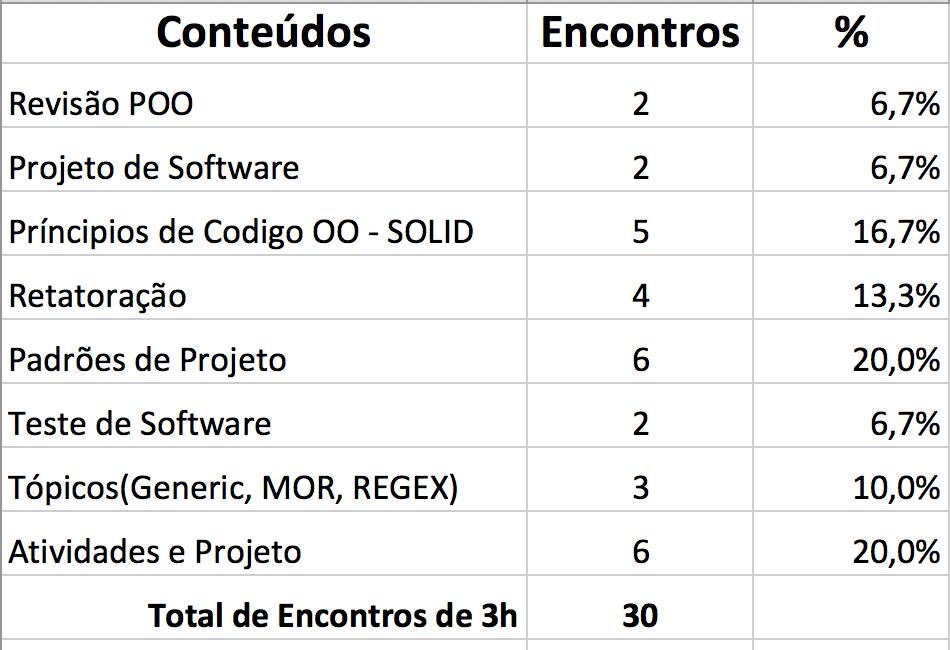 Conteúdos Encontros %
Revisão POO 2 6,7%
Projeto de Software 2 6,7%
Príncipios de Codigo OO - SOLID 5 16,7%
Retatoração 4 13,3%
Padrões de Projeto 6 20,0%
Teste de Software 2 6,7%
Tópicos(Generic, MOR, REGEX) 3 10,0%
Atividades e Projeto 6 20,0%
Total de Encontros de 3h 30